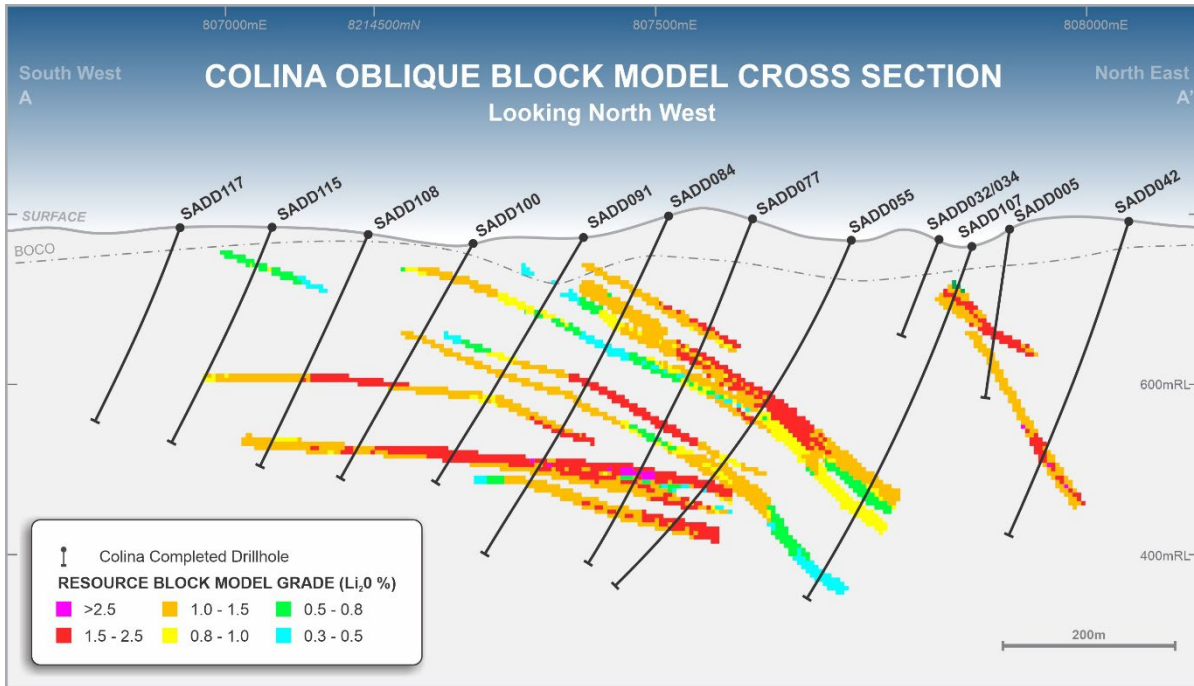 807000mE
8214500mN
807500mE
808000mE
South West
A
COLINA OBLIQUE BLOCK MODEL CROSS SECTION
Looking North West
North East
A'
SADD117
SADD115
SADD108
SADD100
SADD091
SADD084
SADD077
SADD055
SADD032/034
SADD107
SADD005
SADD042
SURFACE
BOCO
600mRL
400mRL
Colina Completed Drillhole
RESOURCE BLOCK MODEL GRADE (Li₂0 %)
>2.5
1.0 - 1.5
0.5 - 0.8
1.5 - 2.5
0.8 - 1.0
0.3 - 0.5
200m